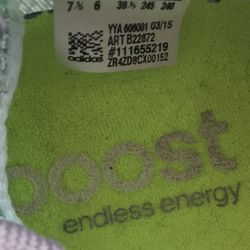 7½ 6 39⅓ 245 240
YYA 606001 03/15
ART B22872
#111655219
ZR4ZD8CX00152
adidas
boost
endless energy